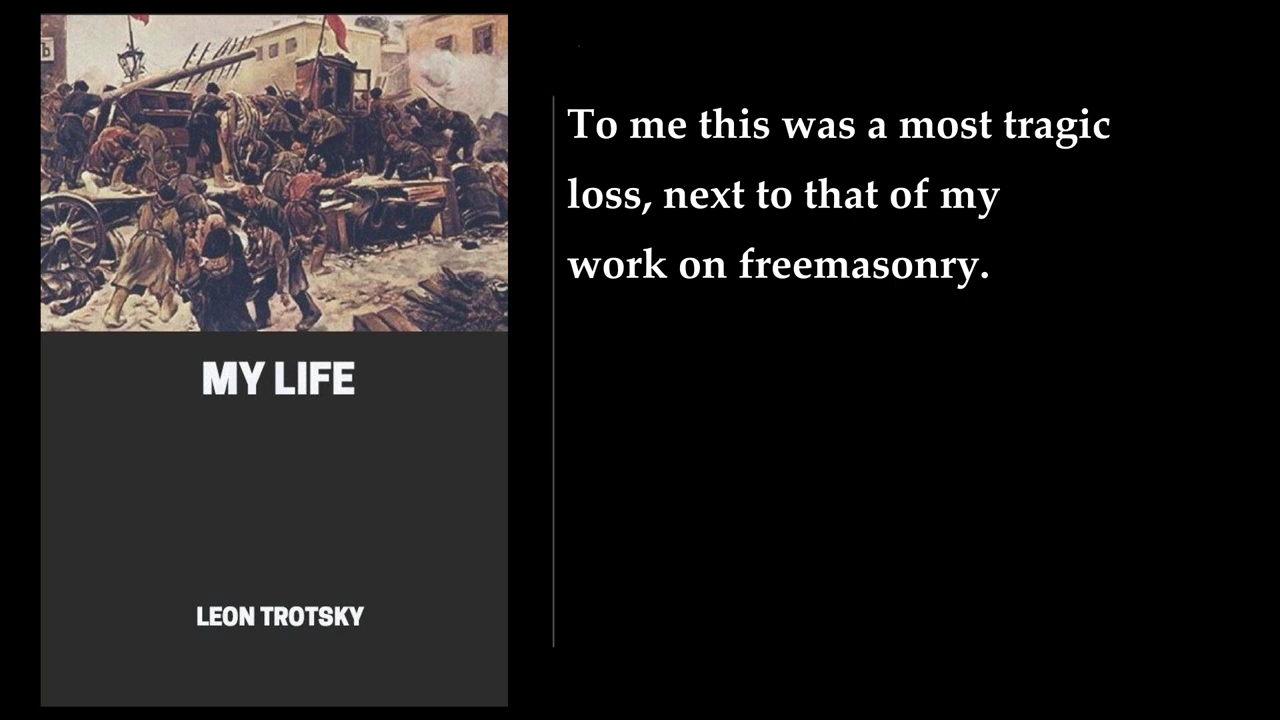 Ъ
MY LIFE
LEON TROTSKY
To me this was a most tragic
loss, next to that of my
work on freemasonry.